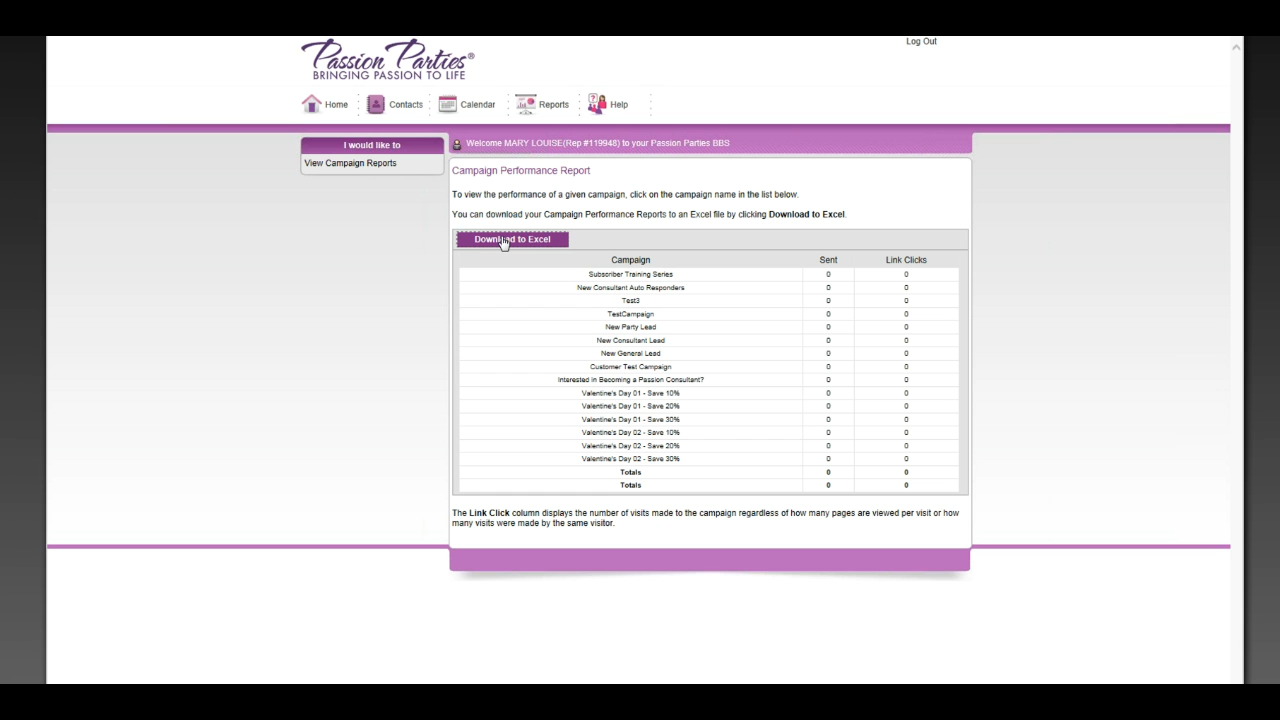 Log Out
Passion Parties®
BRINGING PASSION TO LIFE
Home Contacts Calendar Reports Help
I would like to
View Campaign Reports
Welcome MARY LOUISE(Rep #119948) to your Passion Parties BBS
Campaign Performance Report
To view the performance of a given campaign, click on the campaign name in the list below.
You can download your Campaign Performance Reports to an Excel file by clicking Download to Excel.
Download to Excel
Campaign Sent Link Clicks
Subscriber Training Series 0 0
New Consultant Auto Responders 0 0
Test3 0 0
TestCampaign 0 0
New Party Lead 0 0
New Consultant Lead 0 0
New General Lead 0 0
Customer Test Campaign 0 0
Interested In Becoming a Passion Consultant? 0 0
Valentine's Day 01 - Save 10% 0 0
Valentine's Day 01 - Save 20% 0 0
Valentine's Day 01 - Save 30% 0 0
Valentine's Day 02 - Save 10% 0 0
Valentine's Day 02 - Save 20% 0 0
Valentine's Day 02 - Save 30% 0 0
Totals 0 0
Totals 0 0
The Link Click column displays the number of visits made to the campaign regardless of how many pages are viewed per visit or how
many visits were made by the same visitor.